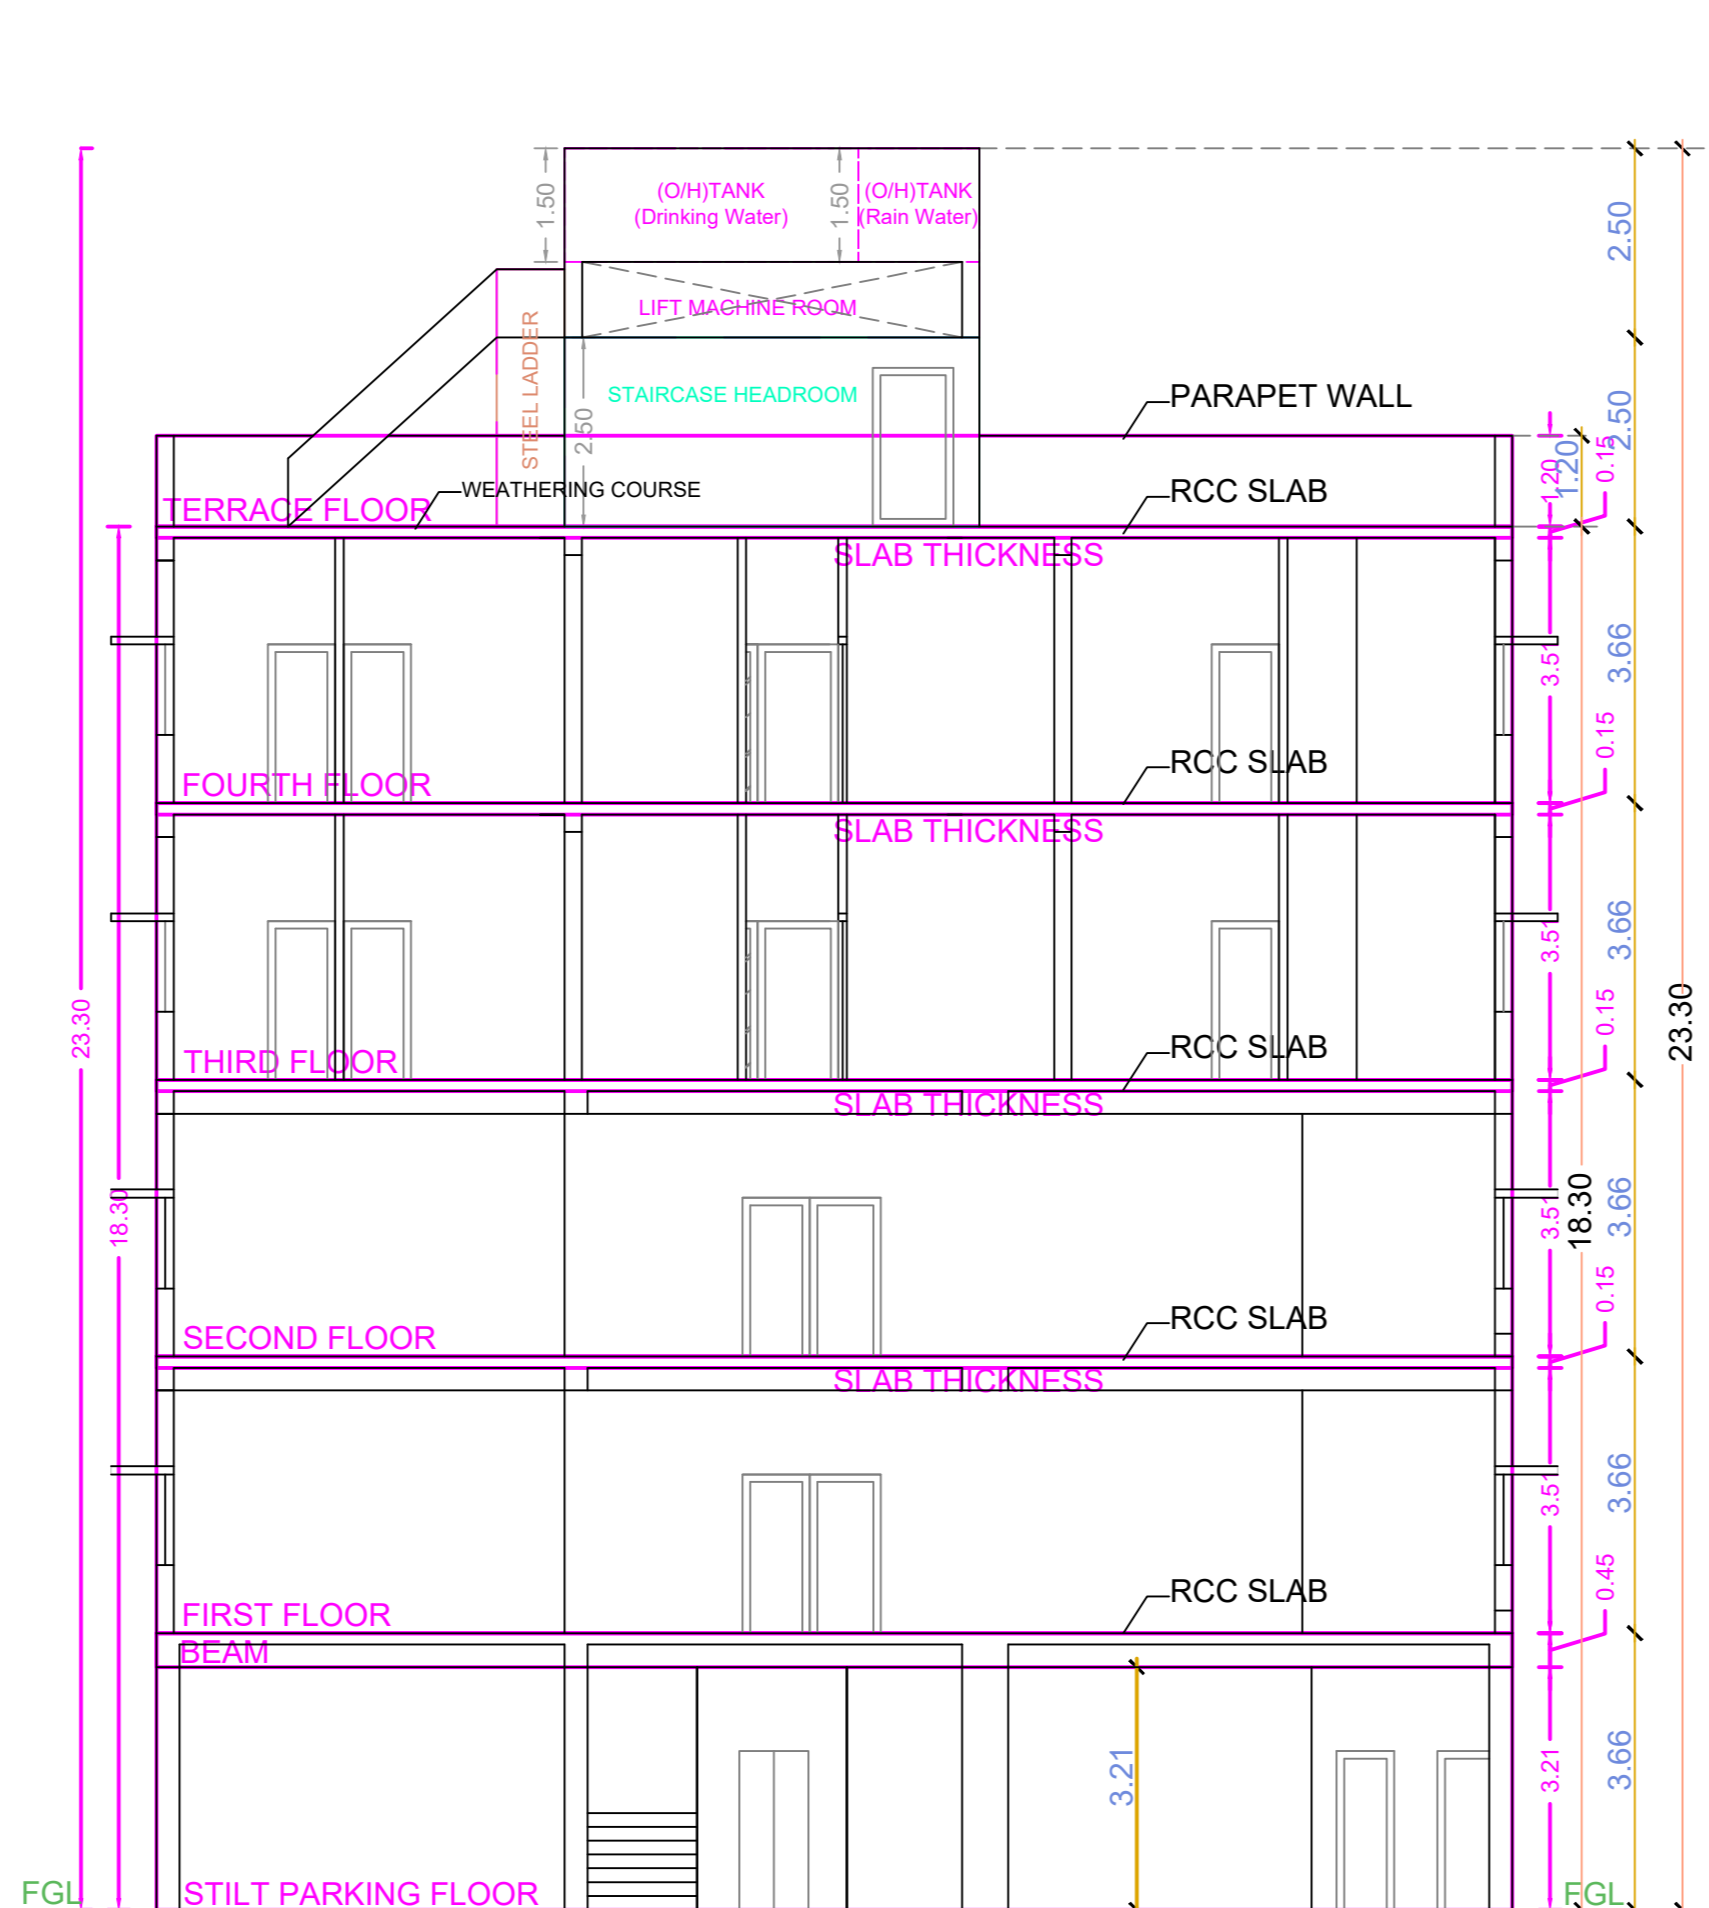 1.50
(O/H)TANK
(Drinking Water)
1.50
(O/H)TANK
(Rain Water)
2.50
LIFT MACHINE ROOM
STEEL LADDER
STAIRCASE HEADROOM
2.50
PARAPET WALL
2.50
1.20
1.20
0.15
WEATHERING COURSE
RCC SLAB
TERRACE FLOOR
SLAB THICKNESS
3.51
3.66
0.15
RCC SLAB
FOURTH FLOOR
SLAB THICKNESS
3.51
3.66
23.30
23.30
0.15
RCC SLAB
THIRD FLOOR
SLAB THICKNESS
18.30
3.51
18.30
3.66
0.15
RCC SLAB
SECOND FLOOR
SLAB THICKNESS
3.51
3.66
0.45
RCC SLAB
FIRST FLOOR
BEAM
3.21
3.21
3.66
FGL
STILT PARKING FLOOR
FGL